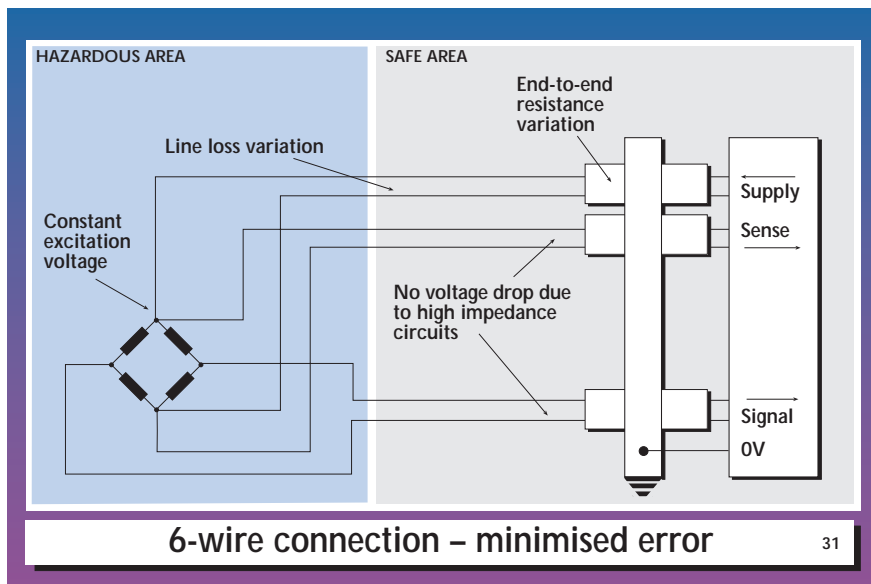 HAZARDOUS AREA
SAFE AREA
End-to-end
resistance
variation
Line loss variation
Supply
Constant
excitation
voltage
Sense
No voltage drop due
to high impedance
circuits
Signal
0V
6-wire connection – minimised error
31